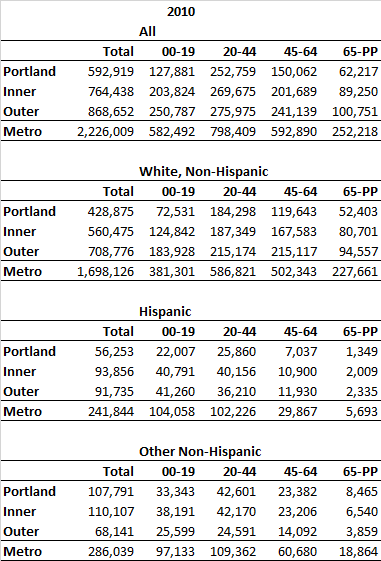 2010
All
Total 00-19 20-44 45-64 65-PP
Portland 592,919 127,881 252,759 150,062 62,217
Inner 764,438 203,824 269,675 201,689 89,250
Outer 868,652 250,787 275,975 241,139 100,751
Metro 2,226,009 582,492 798,409 592,890 252,218
White, Non-Hispanic
Total 00-19 20-44 45-64 65-PP
Portland 428,875 72,531 184,298 119,643 52,403
Inner 560,475 124,842 187,349 167,583 80,701
Outer 708,776 183,928 215,174 215,117 94,557
Metro 1,698,126 381,301 586,821 502,343 227,661
Hispanic
Total 00-19 20-44 45-64 65-PP
Portland 56,253 22,007 25,860 7,037 1,349
Inner 93,856 40,791 40,156 10,900 2,009
Outer 91,735 41,260 36,210 11,930 2,335
Metro 241,844 104,058 102,226 29,867 5,693
Other Non-Hispanic
Total 00-19 20-44 45-64 65-PP
Portland 107,791 33,343 42,601 23,382 8,465
Inner 110,107 38,191 42,170 23,206 6,540
Outer 68,141 25,599 24,591 14,092 3,859
Metro 286,039 97,133 109,362 60,680 18,864